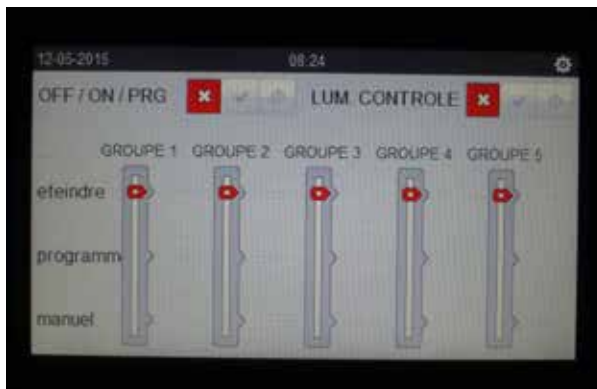 12-05-2015 08:24
OFF / ON / PRG LUM. CONTROLE
GROUPE 1 GROUPE 2 GROUPE 3 GROUPE 4 GROUPE 5
eteindre
programm
manuel